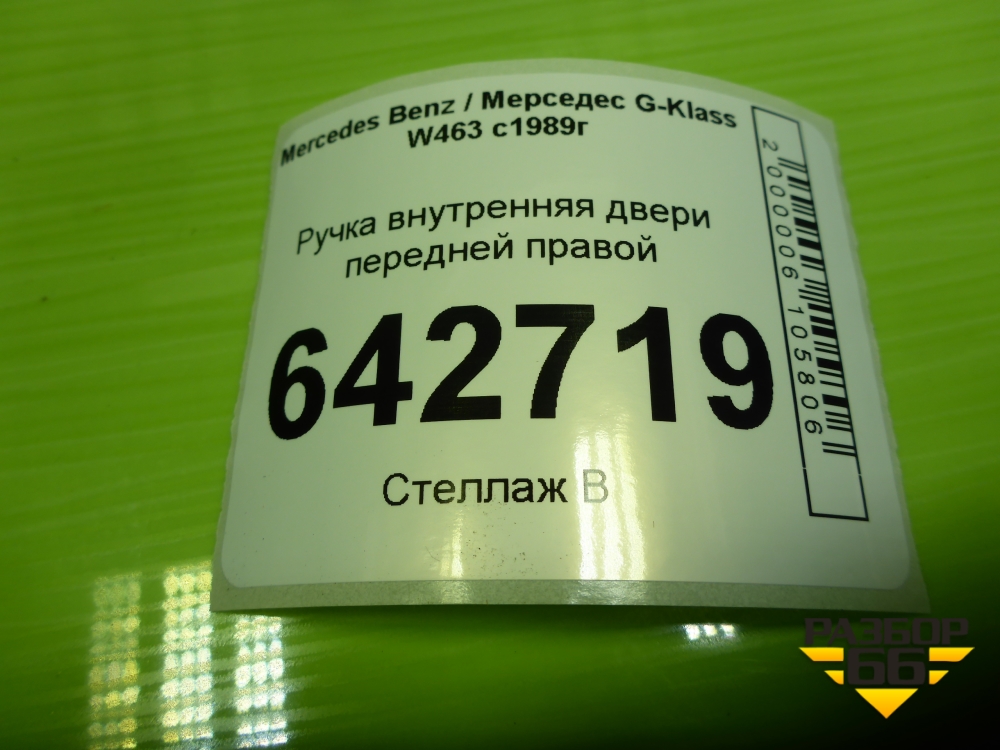 Mercedes Benz / Мерседес G-Klass
W463 с1989г
Ручка внутренняя двери
передней правой
642719
Стеллаж В
2000006105806
РАЗБОР
66